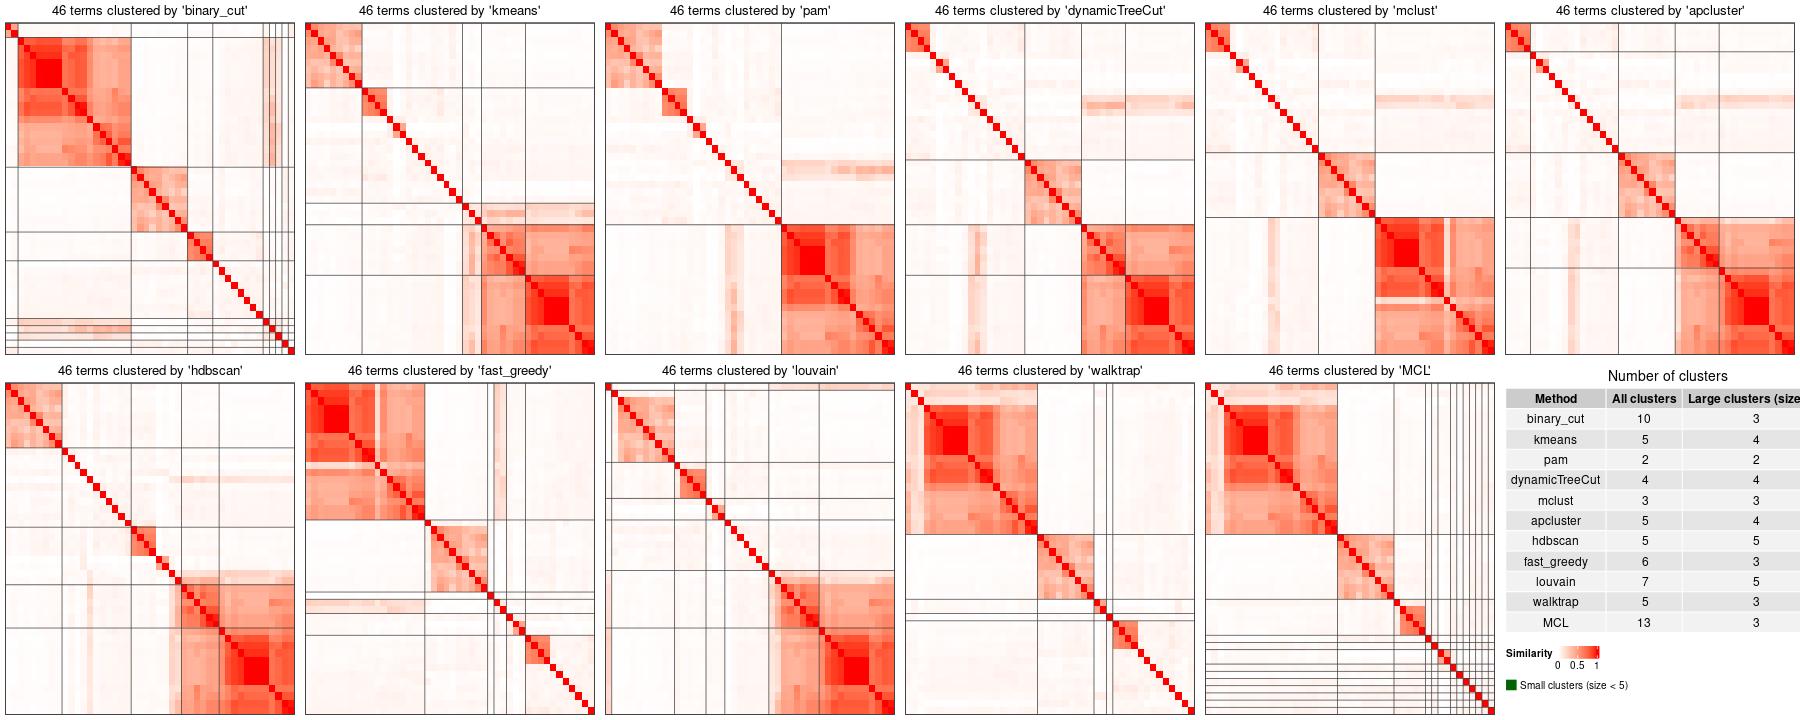 46 terms clustered by 'binary_cut'
46 terms clustered by 'kmeans'
46 terms clustered by 'pam'
46 terms clustered by 'dynamicTreeCut'
46 terms clustered by 'mclust'
46 terms clustered by 'apcluster'
46 terms clustered by 'hdbscan'
46 terms clustered by 'fast_greedy'
46 terms clustered by 'louvain'
46 terms clustered by 'walktrap'
46 terms clustered by 'MCL'
Number of clusters
Method All clusters Large clusters (size
binary_cut 10 3
kmeans 5 4
pam 2 2
dynamicTreeCut 4 4
mclust 3 3
apcluster 5 4
hdbscan 5 5
fast_greedy 6 3
louvain 7 5
walktrap 5 3
MCL 13 3
Similarity
0 0.5 1
Small clusters (size < 5)